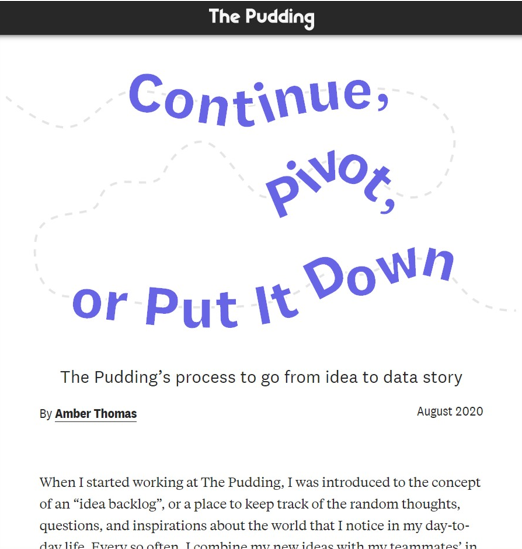 The Pudding
Continue,
Pivot,
or Put It Down
The Pudding’s process to go from idea to data story
By Amber Thomas
August 2020
When I started working at The Pudding, I was introduced to the concept
of an “idea backlog”, or a place to keep track of the random thoughts,
questions, and inspirations about the world that I notice in my day-to-
day life. Every so often, I combine my new ideas with my teammates’ in